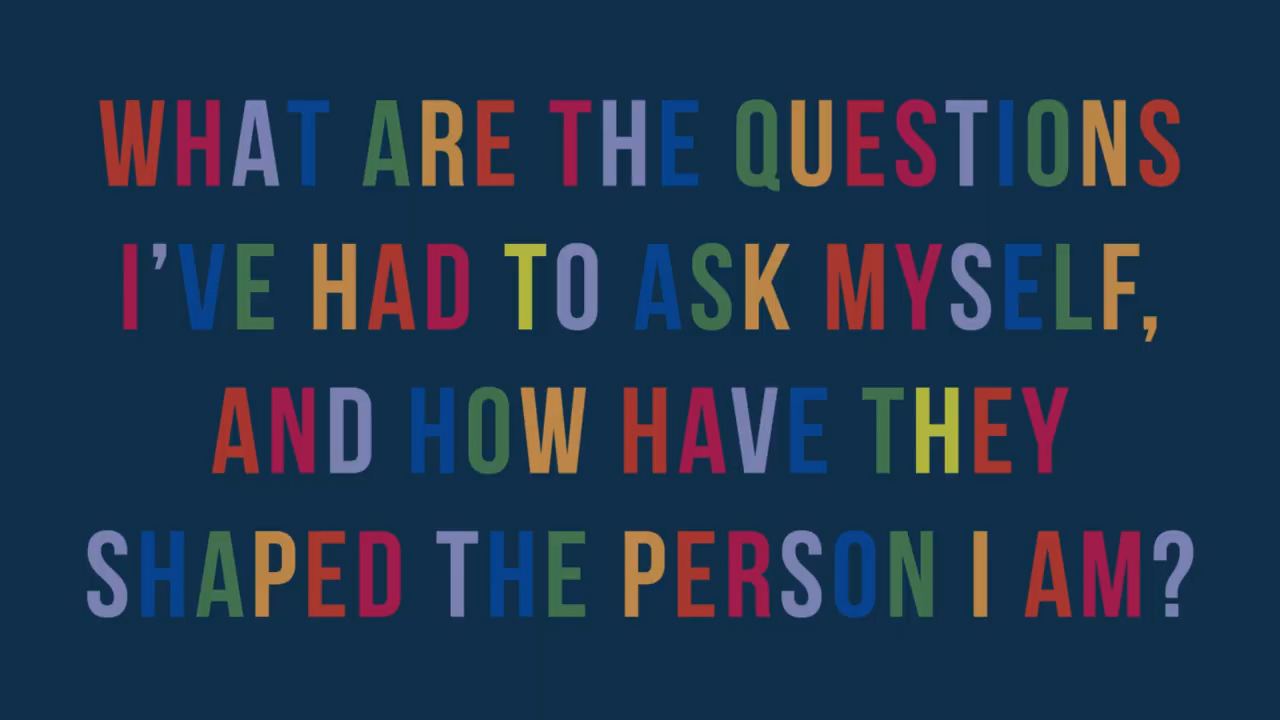 WHAT ARE THE QUESTIONS
I’VE HAD TO ASK MYSELF,
AND HOW HAVE THEY
SHAPED THE PERSON I AM?